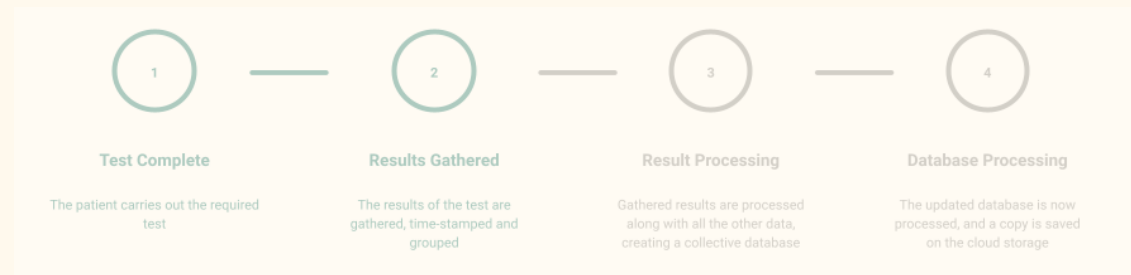 1
2
3
4
Test Complete
Results Gathered
Result Processing
Database Processing
The patient carries out the required
test
The results of the test are
gathered, time-stamped and
grouped
Gathered results are processed
along with all the other data,
creating a collective database
The updated database is now
processed, and a copy is saved
on the cloud storage